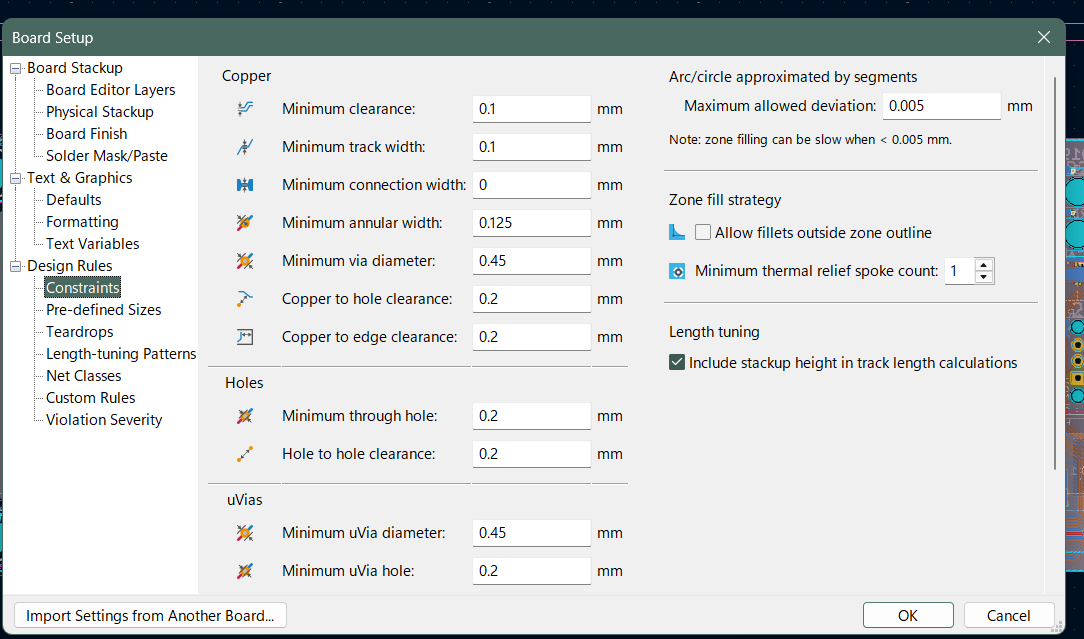 Board Setup
Board Stackup
Board Editor Layers
Physical Stackup
Board Finish
Solder Mask/Paste
Text & Graphics
Defaults
Formatting
Text Variables
Design Rules
Constraints
Pre-defined Sizes
Teardrops
Length-tuning Patterns
Net Classes
Custom Rules
Violation Severity
Copper
Minimum clearance: 0.1 mm
Minimum track width: 0.1 mm
Minimum connection width: 0 mm
Minimum annular width: 0.125 mm
Minimum via diameter: 0.45 mm
Copper to hole clearance: 0.2 mm
Copper to edge clearance: 0.2 mm
Holes
Minimum through hole: 0.2 mm
Hole to hole clearance: 0.2 mm
uVias
Minimum uVia diameter: 0.45 mm
Minimum uVia hole: 0.2 mm
Arc/circle approximated by segments
Maximum allowed deviation: 0.005 mm
Note: zone filling can be slow when < 0.005 mm.
Zone fill strategy
Allow fillets outside zone outline
Minimum thermal relief spoke count: 1
Length tuning
Include stackup height in track length calculations
Import Settings from Another Board...
OK
Cancel